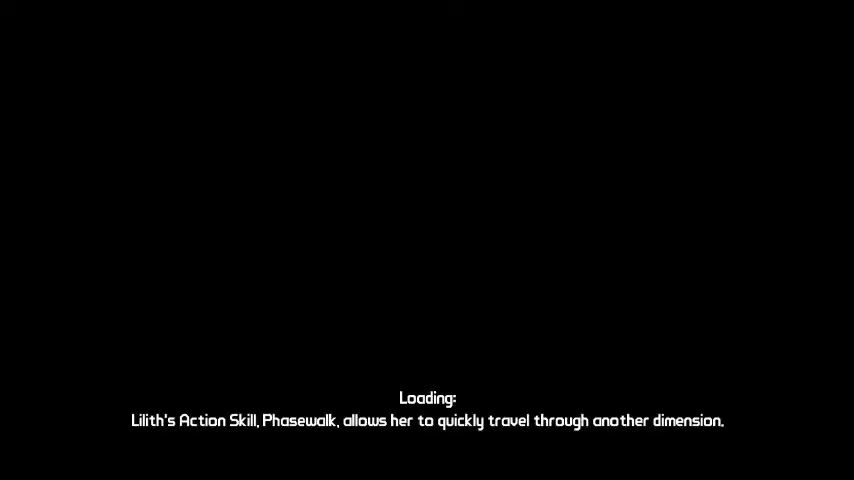 Loading:
Lilith's Action Skill, Phasewalk, allows her to quickly travel through another dimension.